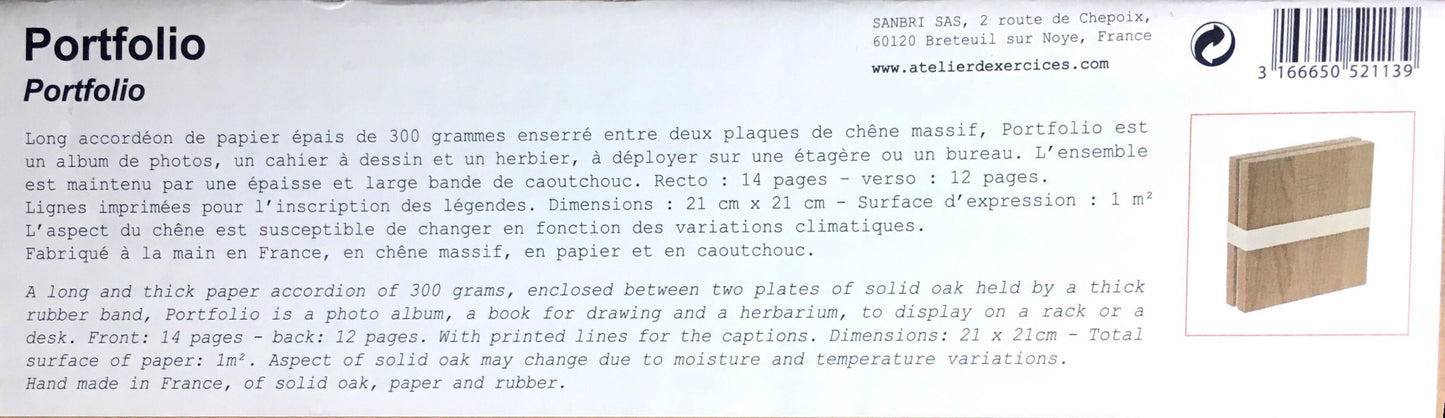 Portfolio
Portfolio
SANBRI SAS, 2 route de Chepoix,
60120 Breteuil sur Noye, France
www.atelierdexercices.com
3 166650 521139
Long accordéon de papier épais de 300 grammes enserré entre deux plaques de chêne massif, Portfolio est
un album de photos, un cahier à dessin et un herbier, à déployer sur une étagère ou un bureau. L'ensemble
est maintenu par une épaisse et large bande de caoutchouc. Recto : 14 pages – verso : 12 pages.
Lignes imprimées pour l'inscription des légendes. Dimensions : 21 cm x 21 cm – Surface d'expression : 1 m²
L'aspect du chêne est susceptible de changer en fonction des variations climatiques.
Fabriqué à la main en France, en chêne massif, en papier et en caoutchouc.
A long and thick paper accordion of 300 grams, enclosed between two plates of solid oak held by a thick
rubber band, Portfolio is a photo album, a book for drawing and a herbarium, to display on a rack or a
desk. Front: 14 pages – back: 12 pages. With printed lines for the captions. Dimensions: 21 x 21cm – Total
surface of paper: 1m². Aspect of solid oak may change due to moisture and temperature variations.
Hand made in France, of solid oak, paper and rubber.